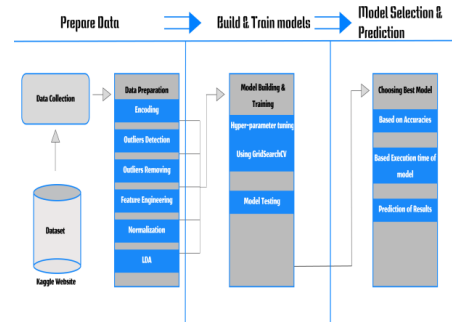 Prepare Data
Build & Train models
Model Selection &
Prediction
Data Collection
Dataset
Kaggle Website
Data Preparation
Encoding
Outliers Detection
Outliers Removing
Feature Engineering
Normalization
LDA
Model Building &
Training
Hyper-parameter tuning
Using GridSearchCV
Model Testing
Choosing Best Model
Based on Accuracies
Based Execution time of
model
Prediction of Results